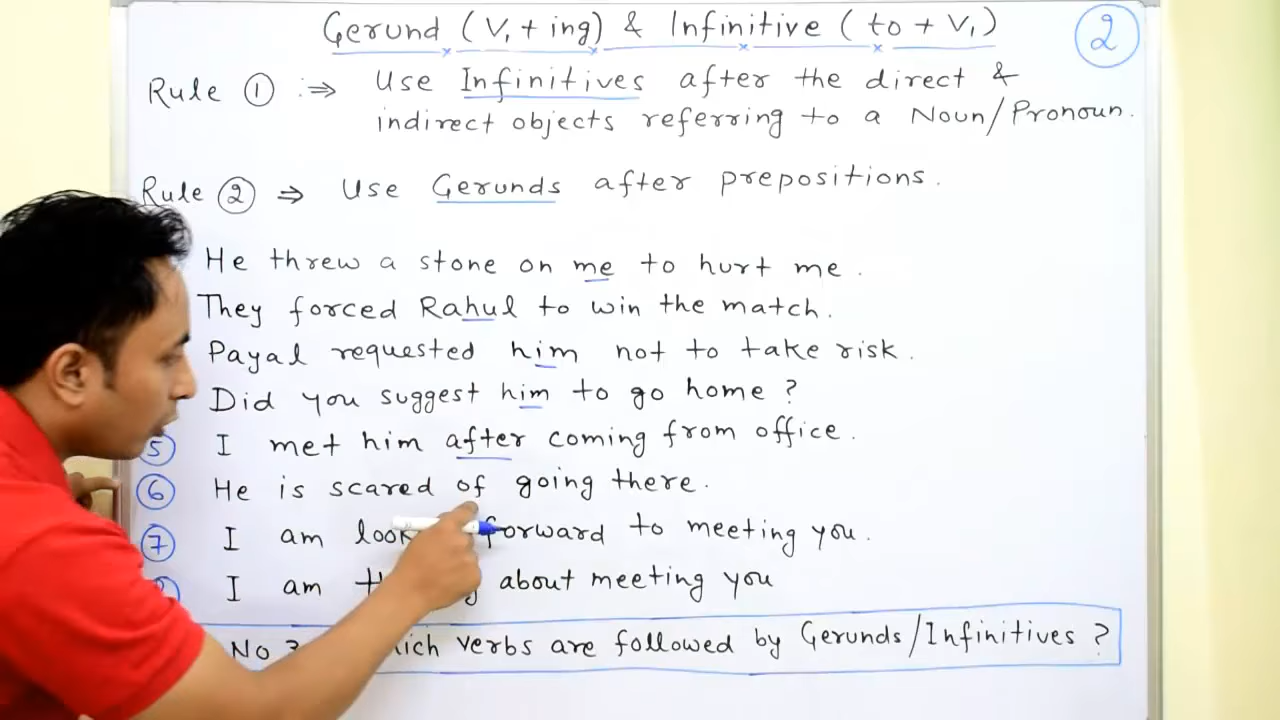 Gerund (V₁ + ing) & Infinitive (to + V₁)
2
Rule ① :⇒ Use Infinitives after the direct &
indirect objects referring to a Noun/Pronoun.
Rule ② ⇒ Use Gerunds after prepositions.
He threw a stone on me to hurt me.
They forced Rahul to win the match.
Payal requested him not to take risk.
Did you suggest him to go home?
⑤ I met him after coming from office.
⑥ He is scared of going there.
⑦ I am forward to meeting you.
I am about meeting you
No verbs are followed by Gerunds/Infinitives?